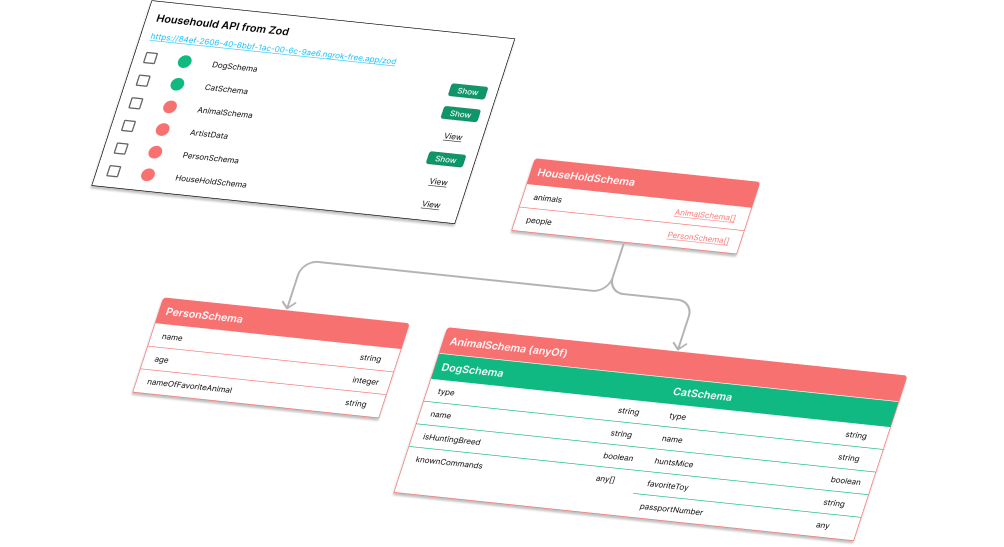 Househould API from Zod
https://84ef-2606-40-8bbf-1ac-00-6c-9ae6.ngrok-free.app/zod
DogSchema
Show
CatSchema
Show
AnimalSchema
View
ArtistData
Show
PersonSchema
View
HouseHoldSchema
View
HouseHoldSchema
animals AnimalSchema[]
people PersonSchema[]
PersonSchema
name string
age integer
nameOfFavoriteAnimal string
AnimalSchema (anyOf)
DogSchema
type string
name string
isHuntingBreed boolean
knownCommands any[]
CatSchema
type string
name string
huntsMice boolean
favoriteToy string
passportNumber any